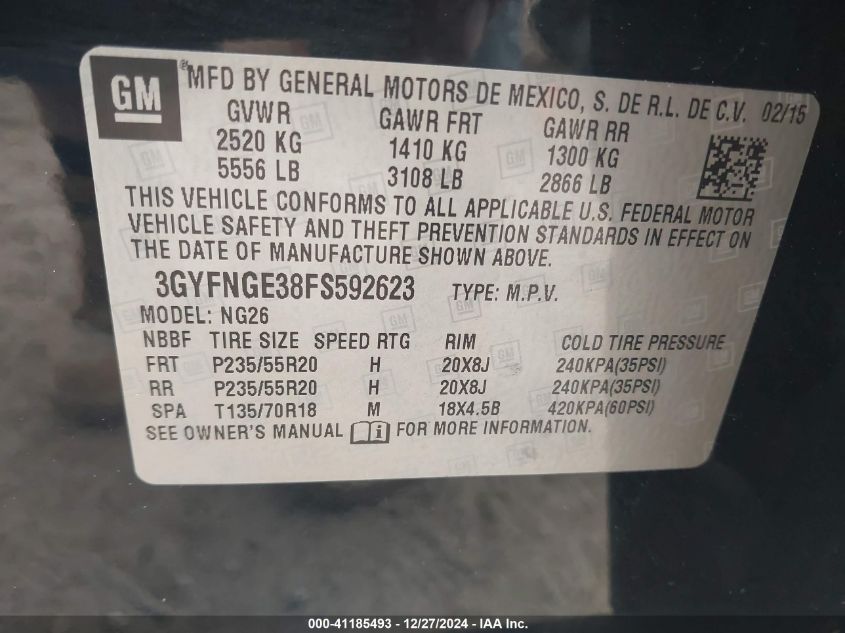 GM
®MFD BY GENERAL MOTORS DE MEXICO, S. DE R.L. DE C.V. 02/15
GVWR GAWR FRT GAWR RR
2520 KG 1410 KG 1300 KG
5556 LB 3108 LB 2866 LB
THIS VEHICLE CONFORMS TO ALL APPLICABLE U.S. FEDERAL MOTOR
VEHICLE SAFETY AND THEFT PREVENTION STANDARDS IN EFFECT ON
THE DATE OF MANUFACTURE SHOWN ABOVE.
3GYFNGE38FS592623 TYPE: M.P.V.
MODEL: NG26
NBBF TIRE SIZE SPEED RTG RIM COLD TIRE PRESSURE
FRT P235/55R20 H 20X8J 240KPA(35PSI)
RR P235/55R20 H 20X8J 240KPA(35PSI)
SPA T135/70R18 M 18X4.5B 420KPA(60PSI)
SEE OWNER'S MANUAL FOR MORE INFORMATION.
000-41185493 - 12/27/2024 - IAA Inc.